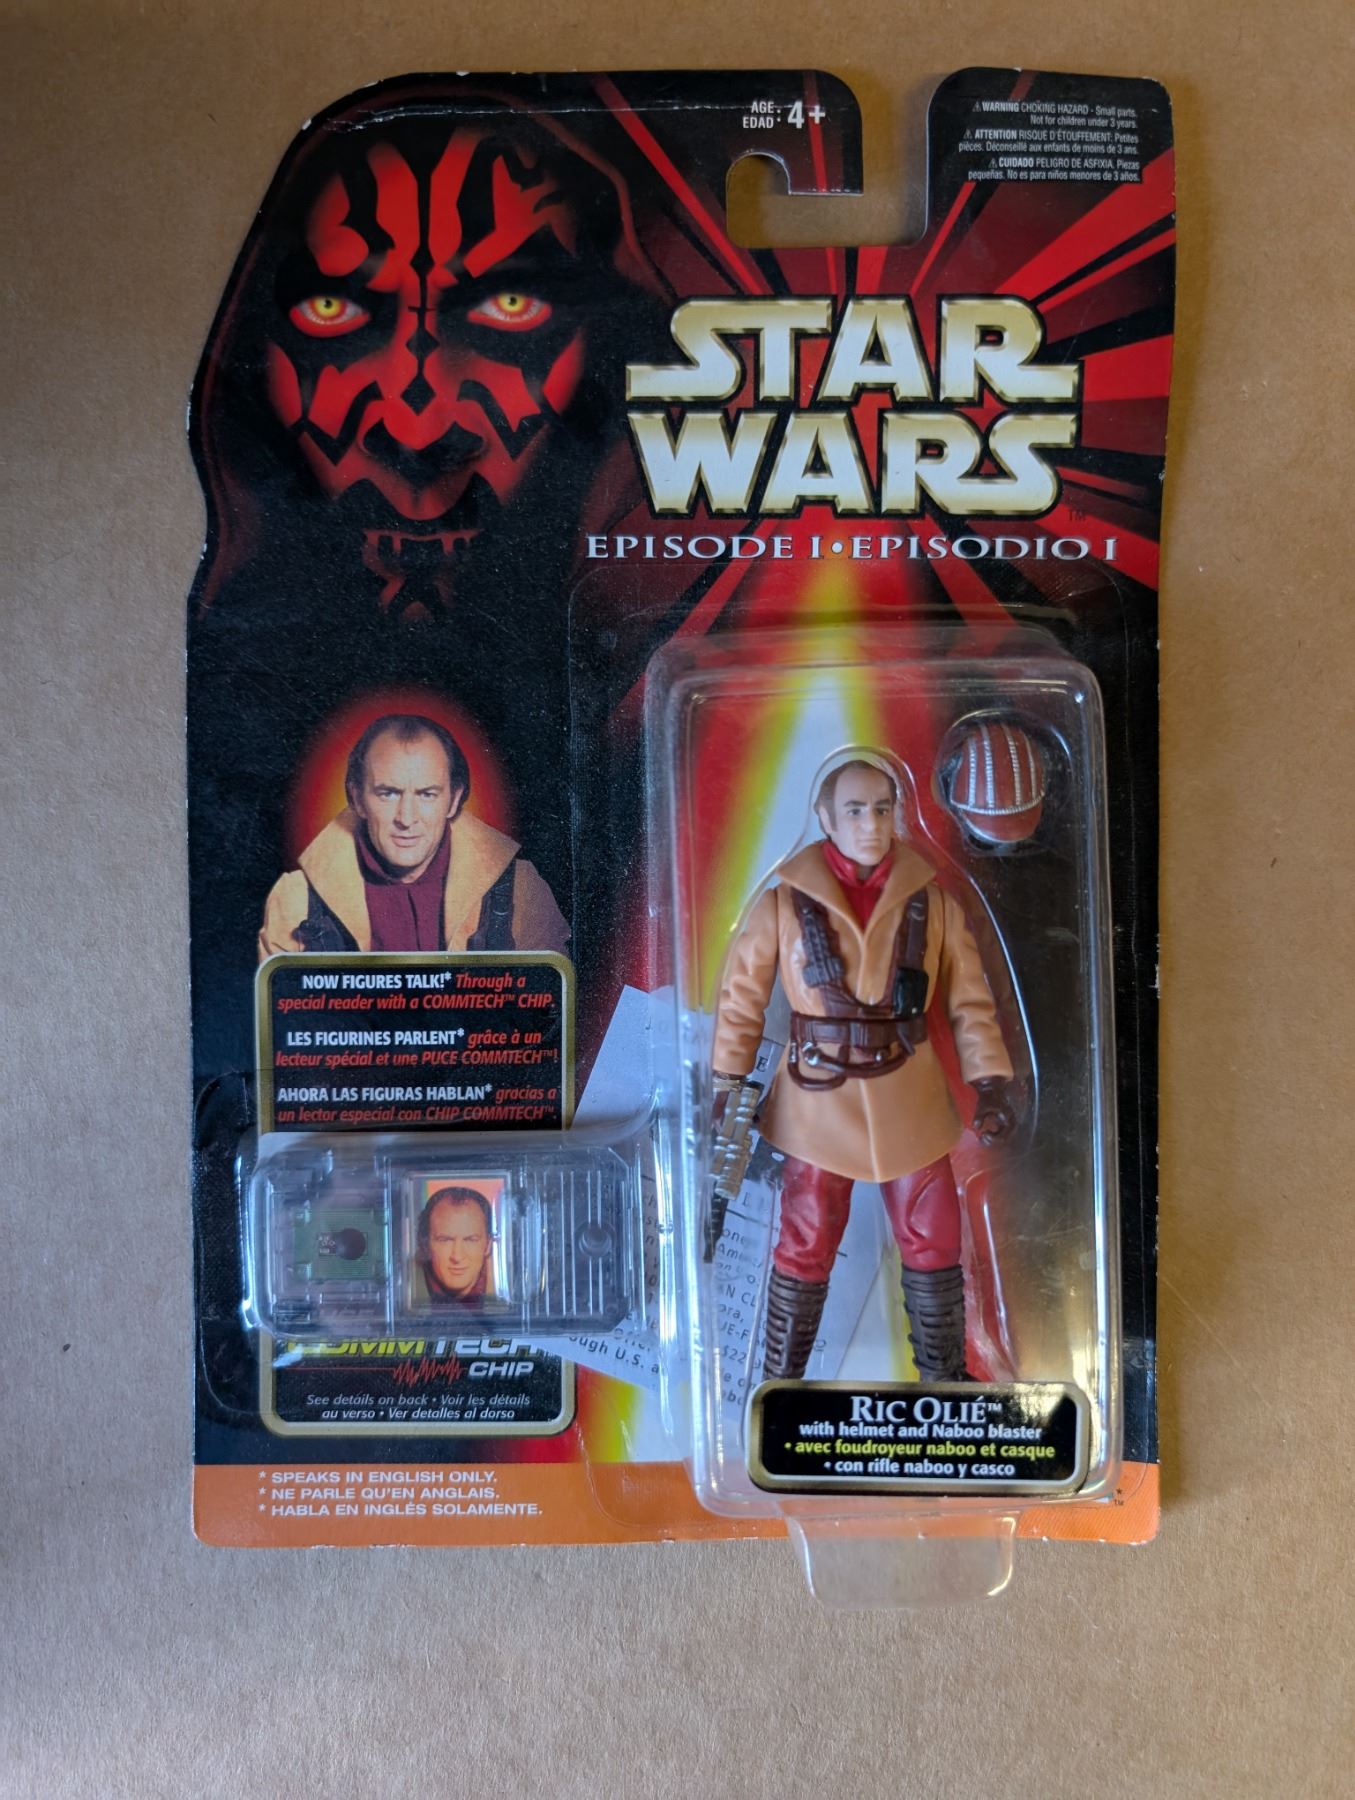 AGE:
EDAD: 4+
⚠ WARNING CHOKING HAZARD - Small parts.
Not for children under 3 years.
⚠ ATTENTION RISQUE D'ÉTOUFFEMENT: Petites
pièces. Déconseillé aux enfants de moins de 3 ans.
⚠ CUIDADO PELIGRO DE ASFIXIA. Piezas
pequeñas. No es para niños menores de 3 años.
STAR
WARS
TM
EPISODE I • EPISODIO I
NOW FIGURES TALK!* Through a
special reader with a COMMTECH™ CHIP.
LES FIGURINES PARLENT* grâce à un
lecteur spécial et une PUCE COMMTECH™!
AHORA LAS FIGURAS HABLAN* gracias a
un lector especial con CHIP COMMTECH™.
COMMTECH
CHIP
See details on back • Voir les détails
au verso • Ver detalles al dorso
ough U.S. a
RIC OLIÉ™
with helmet and Naboo blaster
• avec foudroyeur naboo et casque
• con rifle naboo y casco
* SPEAKS IN ENGLISH ONLY.
* NE PARLE QU'EN ANGLAIS.
* HABLA EN INGLÉS SOLAMENTE.